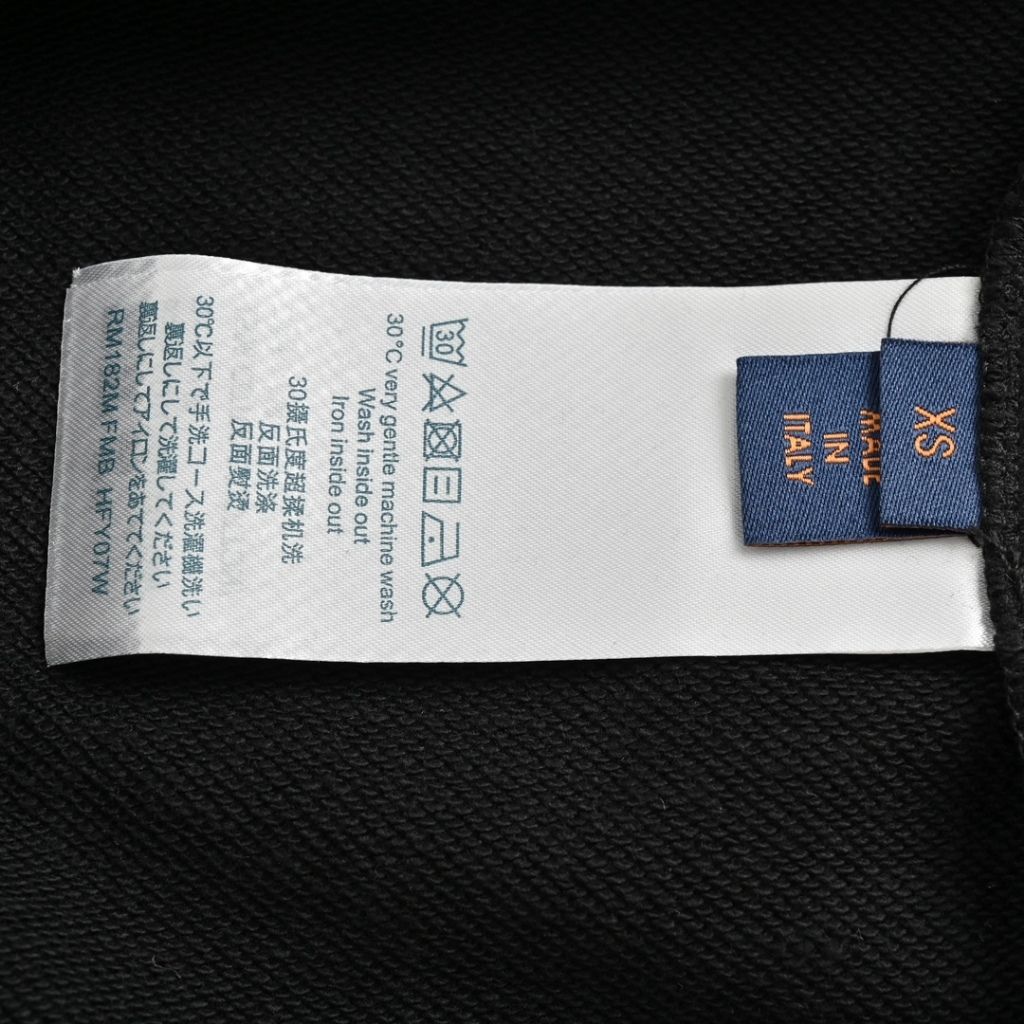 30
30°C very gentle machine wash
Wash inside out
Iron inside out
30摄氏度超揉机洗
反面洗涤
反面熨烫
30℃以下で手洗コース洗濯機洗い
裏返しにして洗濯してください
裏返しにしてアイロンをあててください
RM182M FMB HFY07W
XS
MADE
IN
ITALY